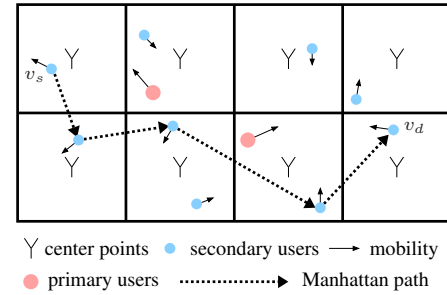 v_s
v_d
center points secondary users mobility
primary users Manhattan path